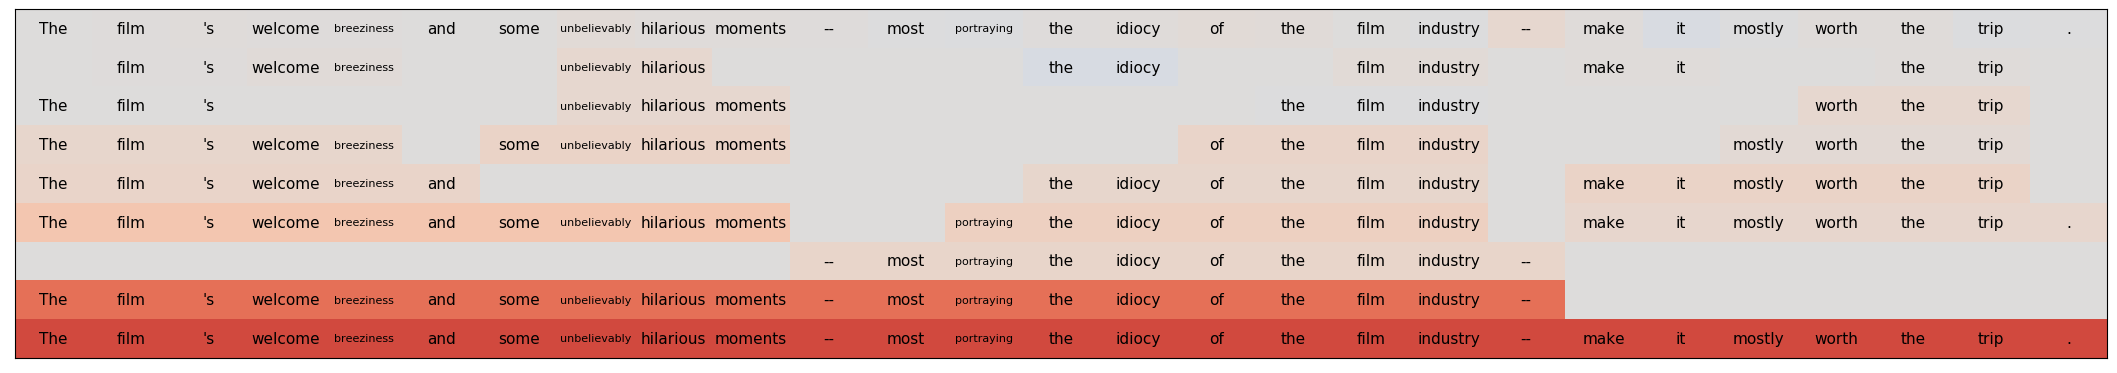 The film 's welcome breeziness and some unbelievably hilarious moments -- most portraying the idiocy of the film industry -- make it mostly worth the trip .
film 's welcome breeziness unbelievably hilarious the idiocy film industry make it the trip
The film 's unbelievably hilarious moments the film industry worth the trip
The film 's welcome breeziness some unbelievably hilarious moments of the film industry mostly worth the trip
The film 's welcome breeziness and the idiocy of the film industry make it mostly worth the trip
The film 's welcome breeziness and some unbelievably hilarious moments portraying the idiocy of the film industry make it mostly worth the trip .
-- most portraying the idiocy of the film industry --
The film 's welcome breeziness and some unbelievably hilarious moments -- most portraying the idiocy of the film industry --
The film 's welcome breeziness and some unbelievably hilarious moments -- most portraying the idiocy of the film industry -- make it mostly worth the trip .